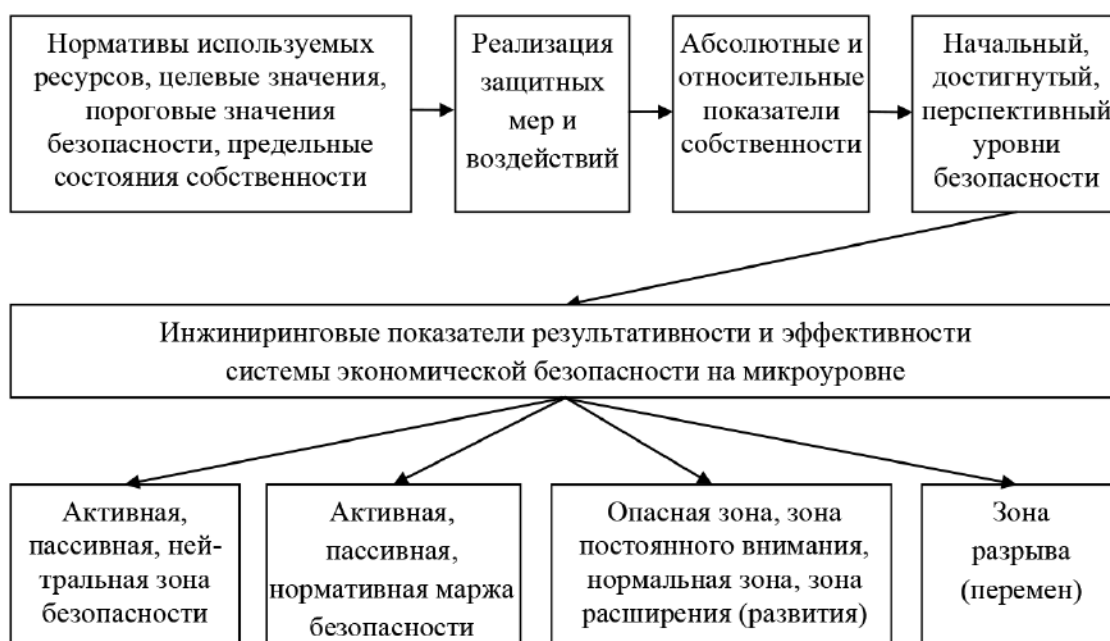 Нормативы используемых
ресурсов, целевые значения,
пороговые значения
безопасности, предельные
состояния собственности
Реализация
защитных
мер и
воздействий
Абсолютные и
относительные
показатели
собственности
Начальный,
достигнутый,
перспективный
уровни
безопасности
Инжиниринговые показатели результативности и эффективности
системы экономической безопасности на микроуровне
Активная,
пассивная, ней-
тральная зона
безопасности
Активная,
пассивная,
нормативная маржа
безопасности
Опасная зона, зона
постоянного внимания,
нормальная зона, зона
расширения (развития)
Зона
разрыва
(перемен)